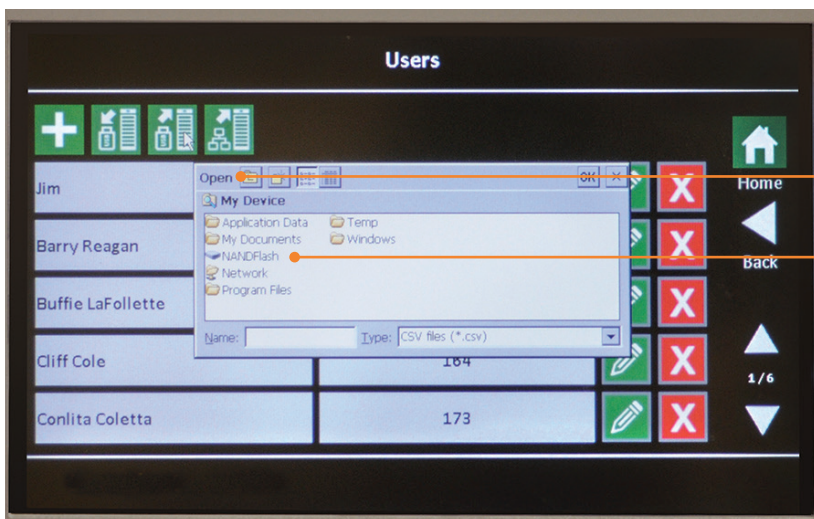 Users
Open
OK
My Device
Application Data
Temp
My Documents
Windows
NANDFlash
Network
Program Files
Name:
Type: CSV files (*.csv)
Jim
Barry Reagan
Buffie LaFollette
Cliff Cole
164
Conlita Coletta
173
Home
Back
1/6